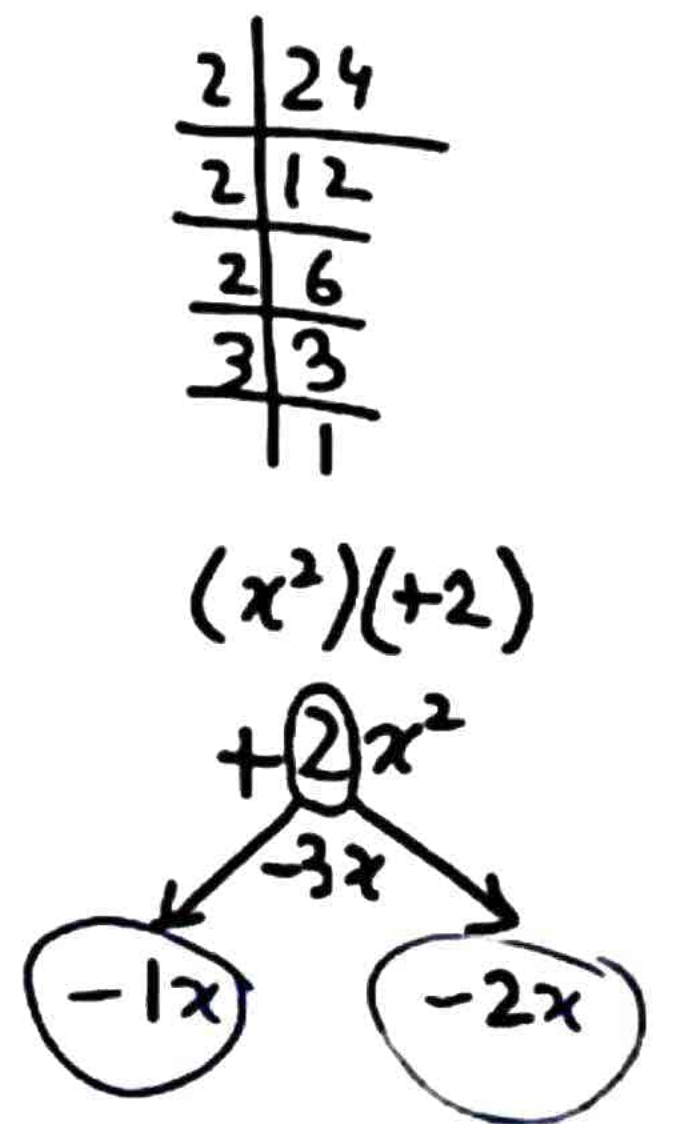 2 | 24
2 | 12
2 | 6
3 | 3
1
(x²)(+2)
+2x²
-3x
-1x -2x